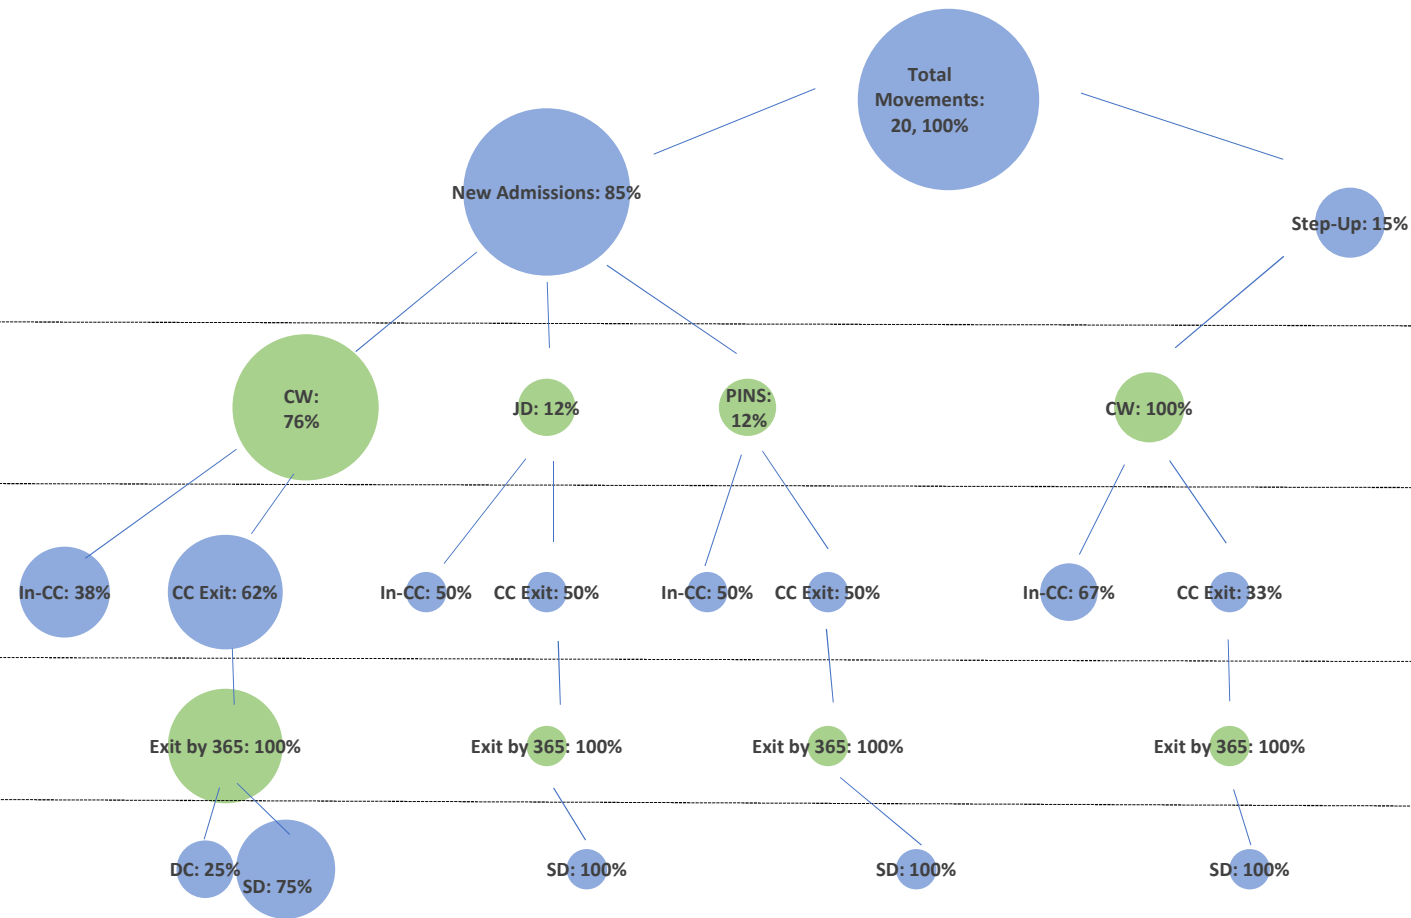 Total
Movements:
20, 100%
New Admissions: 85%
Step-Up: 15%
CW:
76%
JD: 12%
PINS:
12%
CW: 100%
In-CC: 38%
CC Exit: 62%
In-CC: 50%
CC Exit: 50%
In-CC: 50%
CC Exit: 50%
In-CC: 67%
CC Exit: 33%
Exit by 365: 100%
Exit by 365: 100%
Exit by 365: 100%
Exit by 365: 100%
DC: 25%
SD: 75%
SD: 100%
SD: 100%
SD: 100%